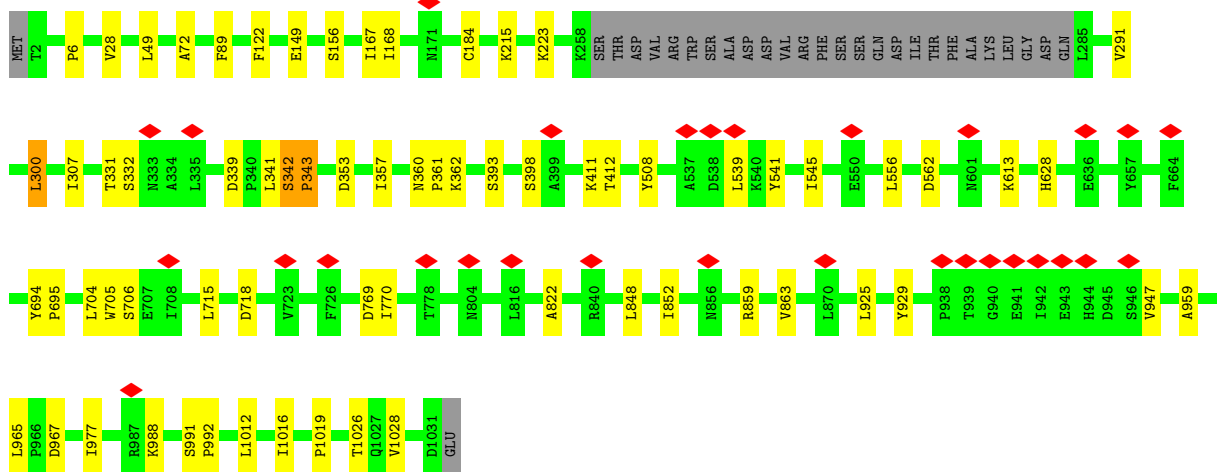 MET T2 P6 V28 L49 A72 F89 F122 E149 S156 I167 I168 N171 C184 K215 K223 K258 SER THR ASP VAL ARG TRP SER ALA ASP ASP VAL ARG PHE SER SER GLN ASP ILE THR PHE ALA LYS LEU GLY ASP GLN L285 V291
L300 I307 T331 S332 N333 A334 L335 D339 P340 L341 S342 P343 D353 I357 N360 P361 K362 S393 S398 A399 K411 T412 Y508 A537 D538 L539 K540 Y541 I545 E550 L556 D562 N601 K613 H628 E636 Y657 F664
Y694 P695 L704 W705 S706 E707 I708 L715 D718 V723 F726 D769 I770 T778 N804 L816 A822 R840 L848 I852 N856 R859 V863 L870 L925 Y929 P938 T939 G940 E941 I942 E943 H944 D945 S946 V947 A959
L965 P966 D967 I977 R987 K988 S991 P992 L1012 I1016 P1019 T1026 Q1027 V1028 D1031 GLU